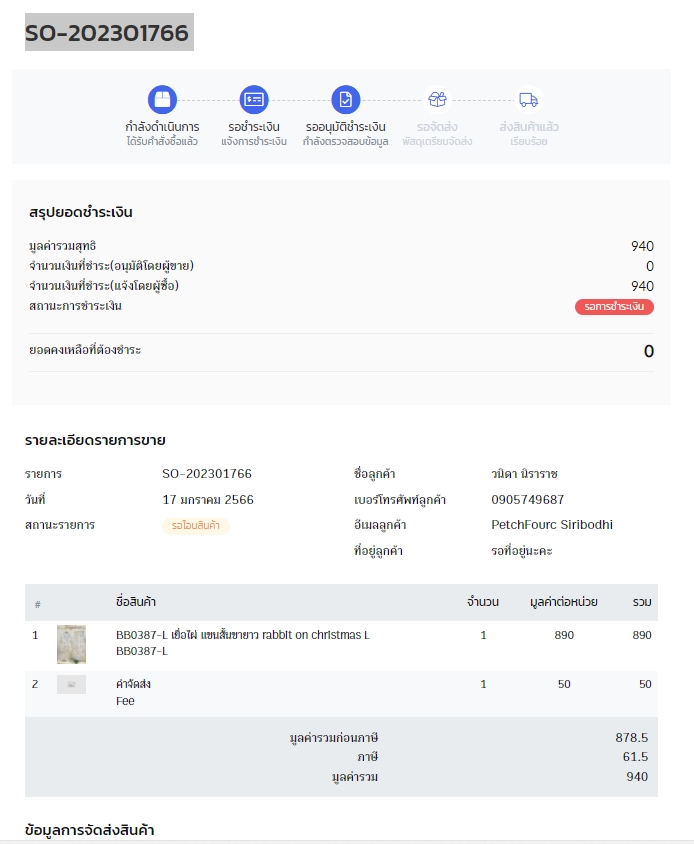 SO-202301766
กำลังดำเนินการ รอชำระเงิน รออนุมัติชำระเงิน รอจัดส่ง ส่งสินค้าแล้ว
ได้รับคำสั่งซื้อแล้ว แจ้งการชำระเงิน กำลังตรวจสอบข้อมูล พัสดุเตรียมจัดส่ง เรียบร้อย
สรุปยอดชำระเงิน
มูลค่ารวมสุทธิ 940
จำนวนเงินที่ชำระ(อนุมัติโดยผู้ขาย) 0
จำนวนเงินที่ชำระ(แจ้งโดยผู้ซื้อ) 940
สถานะการชำระเงิน รอการชำระเงิน
ยอดคงเหลือที่ต้องชำระ 0
รายละเอียดรายการขาย
รายการ SO-202301766 ชื่อลูกค้า วนิดา นิราราช
วันที่ 17 มกราคม 2566 เบอร์โทรศัพท์ลูกค้า 0905749687
สถานะรายการ รอโอนสินค้า อีเมลลูกค้า PetchFourc Siribodhi
ที่อยู่ลูกค้า รอที่อยู่นะคะ
# ชื่อสินค้า จำนวน มูลค่าต่อหน่วย รวม
1 BB0387-L เยื่อไผ่ แขนสั้นขายาว rabbit on christmas L 1 890 890
BB0387-L
2 ค่าจัดส่ง 1 50 50
Fee
มูลค่ารวมก่อนภาษี 878.5
ภาษี 61.5
มูลค่ารวม 940
ข้อมูลการจัดส่งสินค้า